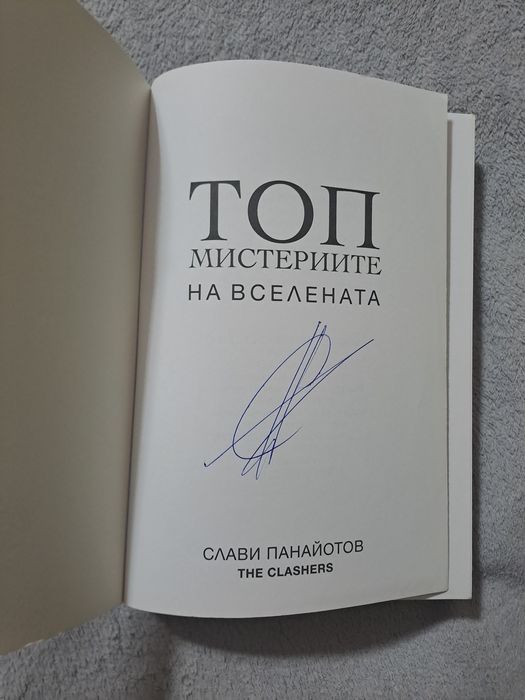 ТОП
МИСТЕРИИТЕ
НА ВСЕЛЕНАТА
СЛАВИ ПАНАЙОТОВ
THE CLASHERS